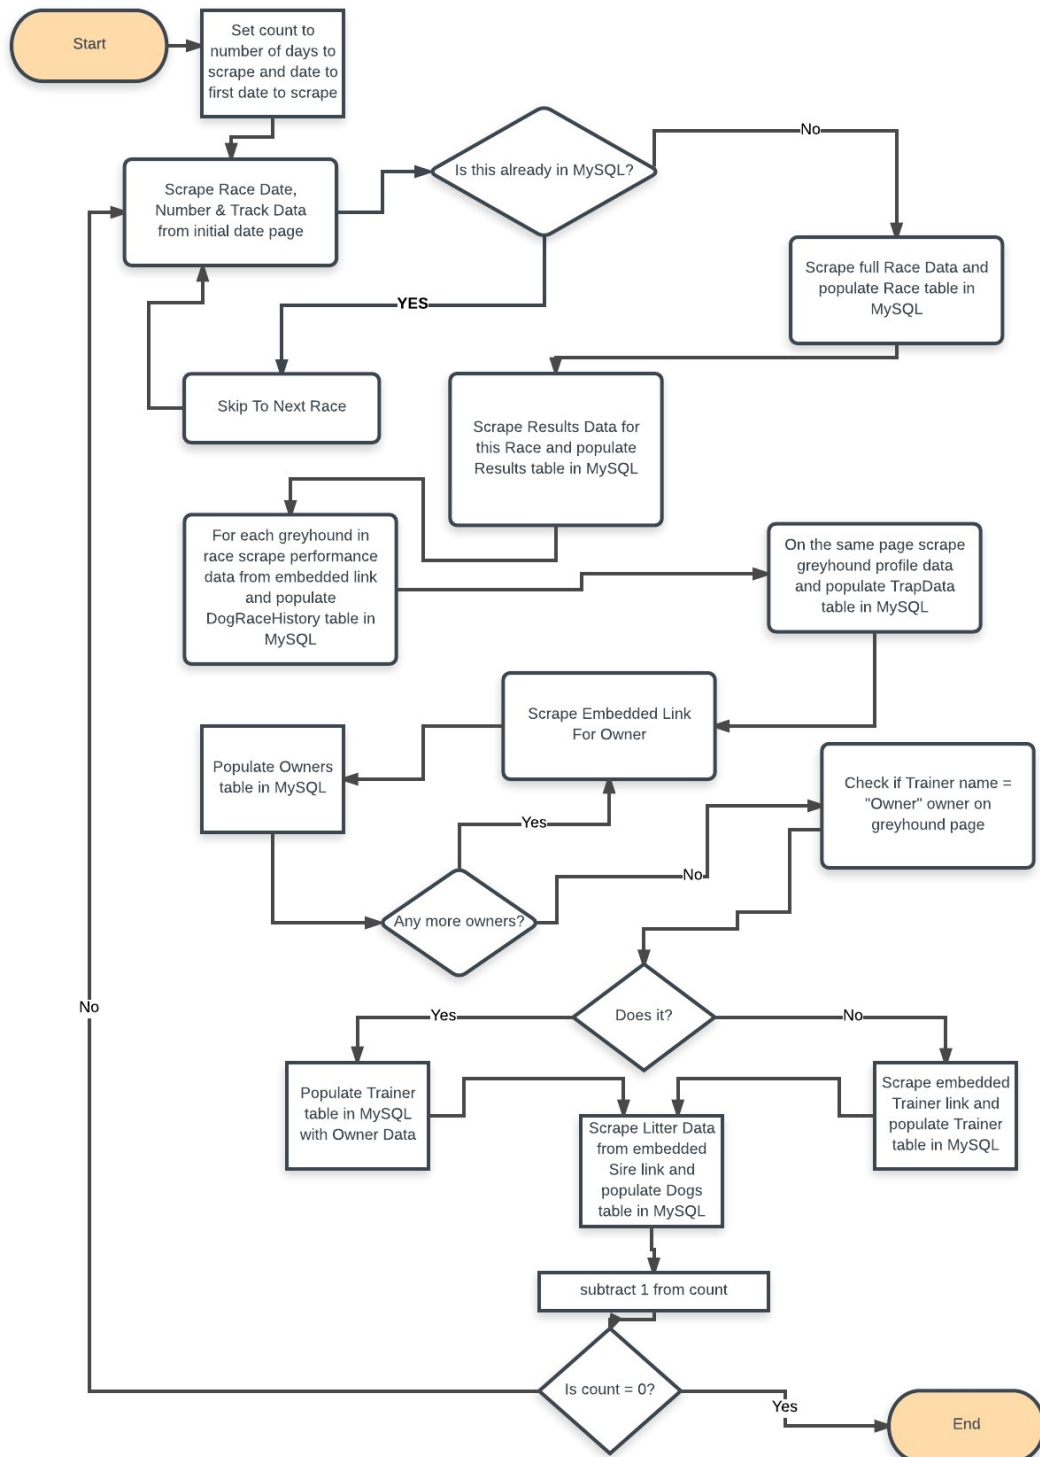 Start
Set count to
number of days to
scrape and date to
first date to scrape
Scrape Race Date,
Number & Track Data
from initial date page
Is this already in MySQL?
No
Scrape full Race Data and
populate Race table in
MySQL
YES
Skip To Next Race
Scrape Results Data for
this Race and populate
Results table in MySQL
For each greyhound in
race scrape performance
data from embedded link
and populate
DogRaceHistory table in
MySQL
On the same page scrape
greyhound profile data
and populate TrapData
table in MySQL
Scrape Embedded Link
For Owner
Populate Owners
table in MySQL
Yes
Any more owners?
No
Check if Trainer name =
"Owner" owner on
greyhound page
Does it?
Yes
No
Populate Trainer
table in MySQL
with Owner Data
Scrape embedded
Trainer link and
populate Trainer
table in MySQL
Scrape Litter Data
from embedded
Sire link and
populate Dogs
table in MySQL
subtract 1 from count
Is count = 0?
No
Yes
End